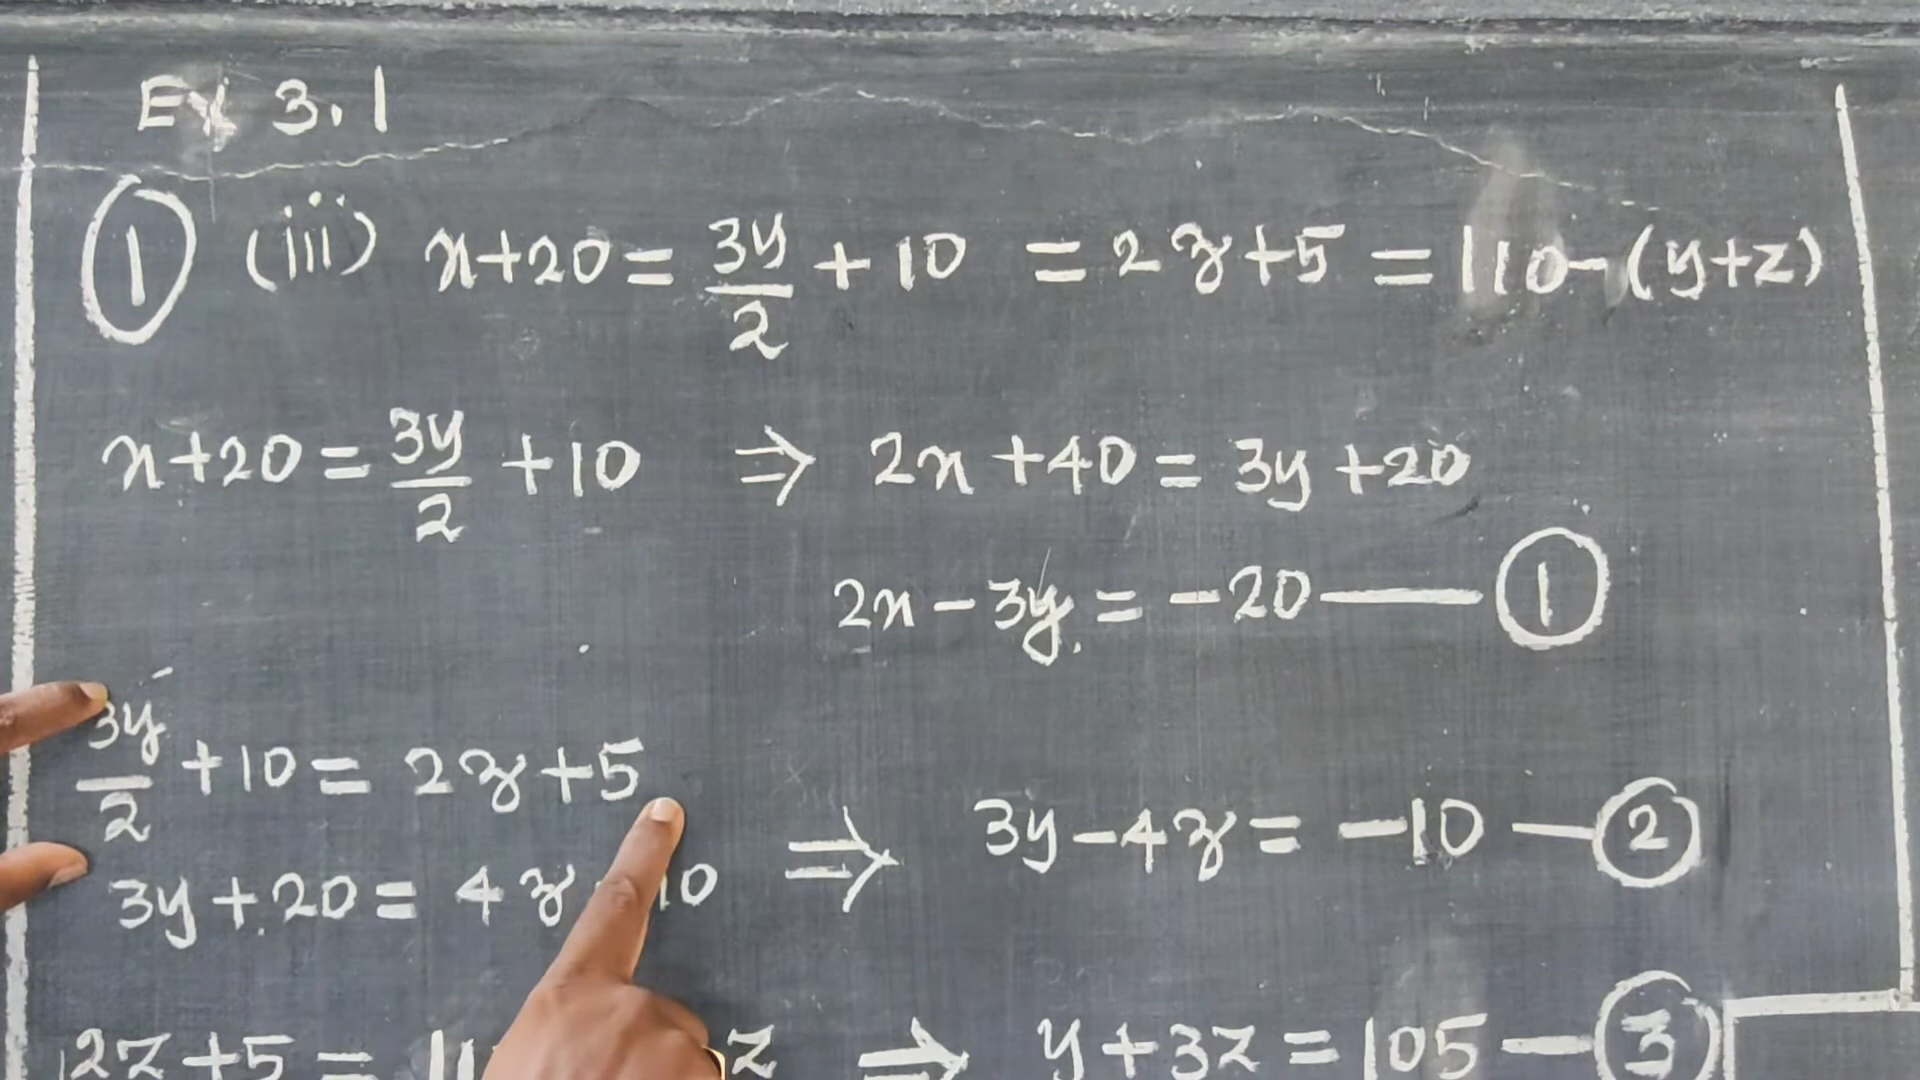 Ex 3.1
① (iii) x+20 = 3y/2 + 10 = 2z+5 = 110-(y+z)
x+20 = 3y/2 + 10 ⇒ 2x+40 = 3y+20
2x-3y = -20 — ①
3y/2 + 10 = 2z+5
⇒ 3y-4z = -10 — ②
3y+20 = 4z 10
2z+5 = 11 z ⇒ y+3z = 105 — ③